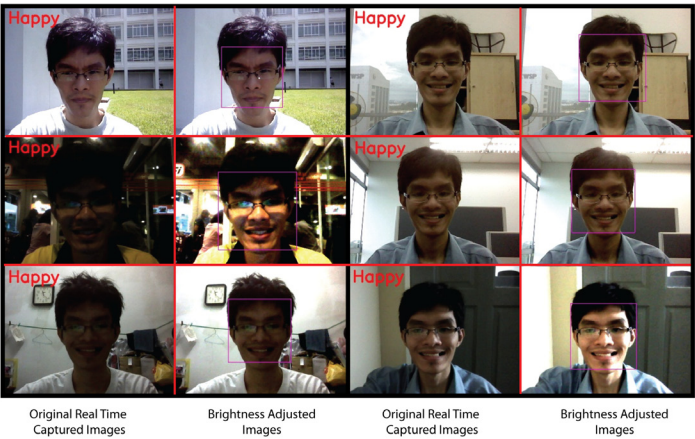 Happy
Happy
Happy
Happy
Happy
Happy
Original Real Time
Captured Images
Brightness Adjusted
Images
Original Real Time
Captured Images
Brightness Adjusted
Images